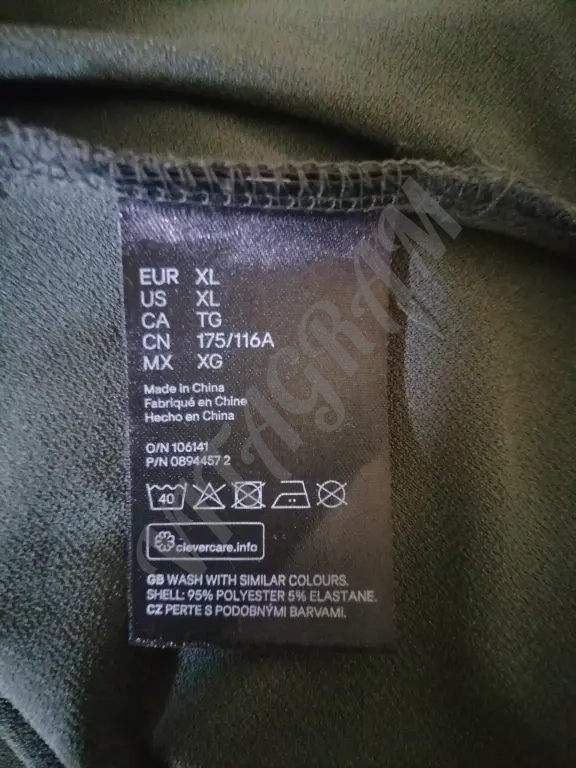 EUR XL
US XL
CA TG
CN 175/116A
MX XG
Made in China
Fabriqué en Chine
Hecho en China
O/N 106141
P/N 0894457 2
40
clevercare.info
GB WASH WITH SIMILAR COLOURS.
SHELL: 95% POLYESTER 5% ELASTANE.
CZ PERTE S PODOBNÝMI BARVAMI.
VINTAGRAM